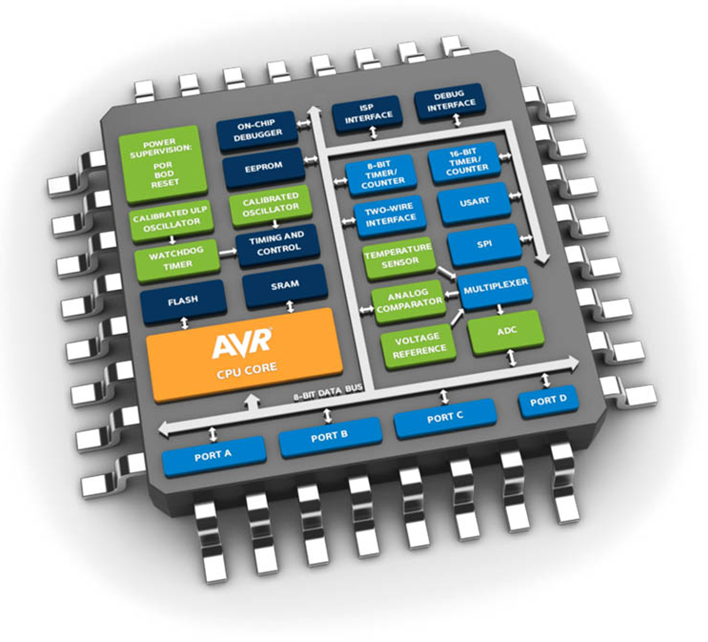 POWER
SUPERVISION:
POR
BOD
RESET
ON-CHIP
DEBUGGER
ISP
INTERFACE
DEBUG
INTERFACE
EEPROM
8-BIT
TIMER/
COUNTER
16-BIT
TIMER/
COUNTER
CALIBRATED ULP
OSCILLATOR
CALIBRATED
OSCILLATOR
TWO-WIRE
INTERFACE
USART
WATCHDOG
TIMER
TIMING AND
CONTROL
TEMPERATURE
SENSOR
SPI
FLASH
SRAM
ANALOG
COMPARATOR
MULTIPLEXER
AVR
CPU CORE
VOLTAGE
REFERENCE
ADC
8-BIT DATA BUS
PORT A
PORT B
PORT C
PORT D